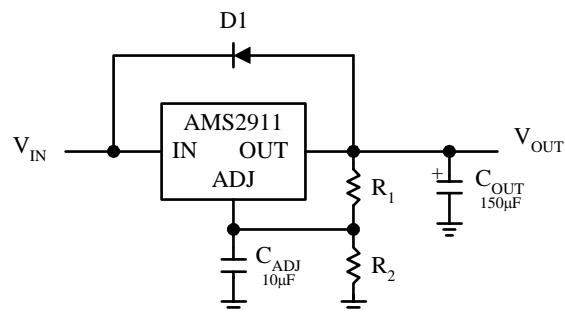 D1
AMS2911
V_IN
IN OUT
V_OUT
ADJ
R_1
+
C_OUT
150µF
C_ADJ
10µF
R_2